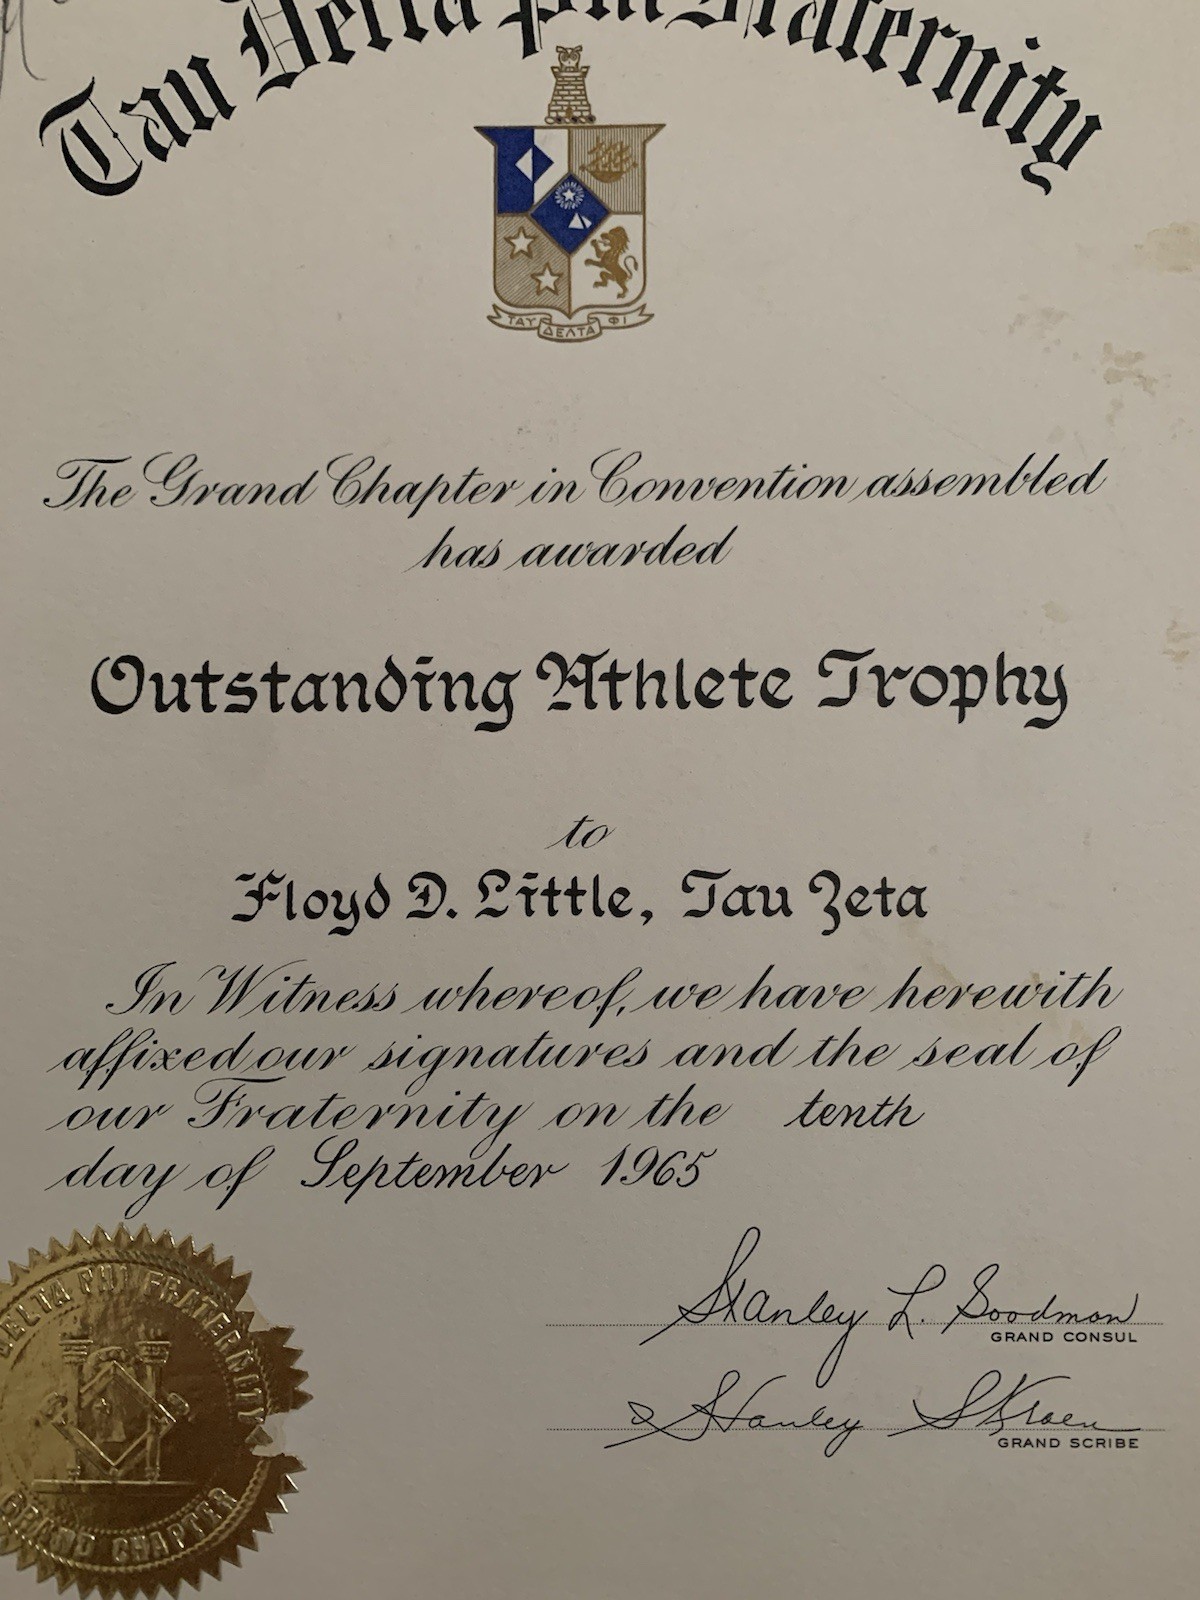 Tau Delta Phi Fraternity
ΤΑΥ ΔΕΛΤΑ ΦΙ
The Grand Chapter in Convention assembled
has awarded
Outstanding Athlete Trophy
to
Floyd D. Little, Tau Zeta
In Witness whereof, we have herewith
affixed our signatures and the seal of
our Fraternity on the tenth
day of September 1965
Stanley L. Goodman
GRAND CONSUL
Stanley
GRAND SCRIBE
DELTA PHI FRATERNITY
GRAND CHAPTER